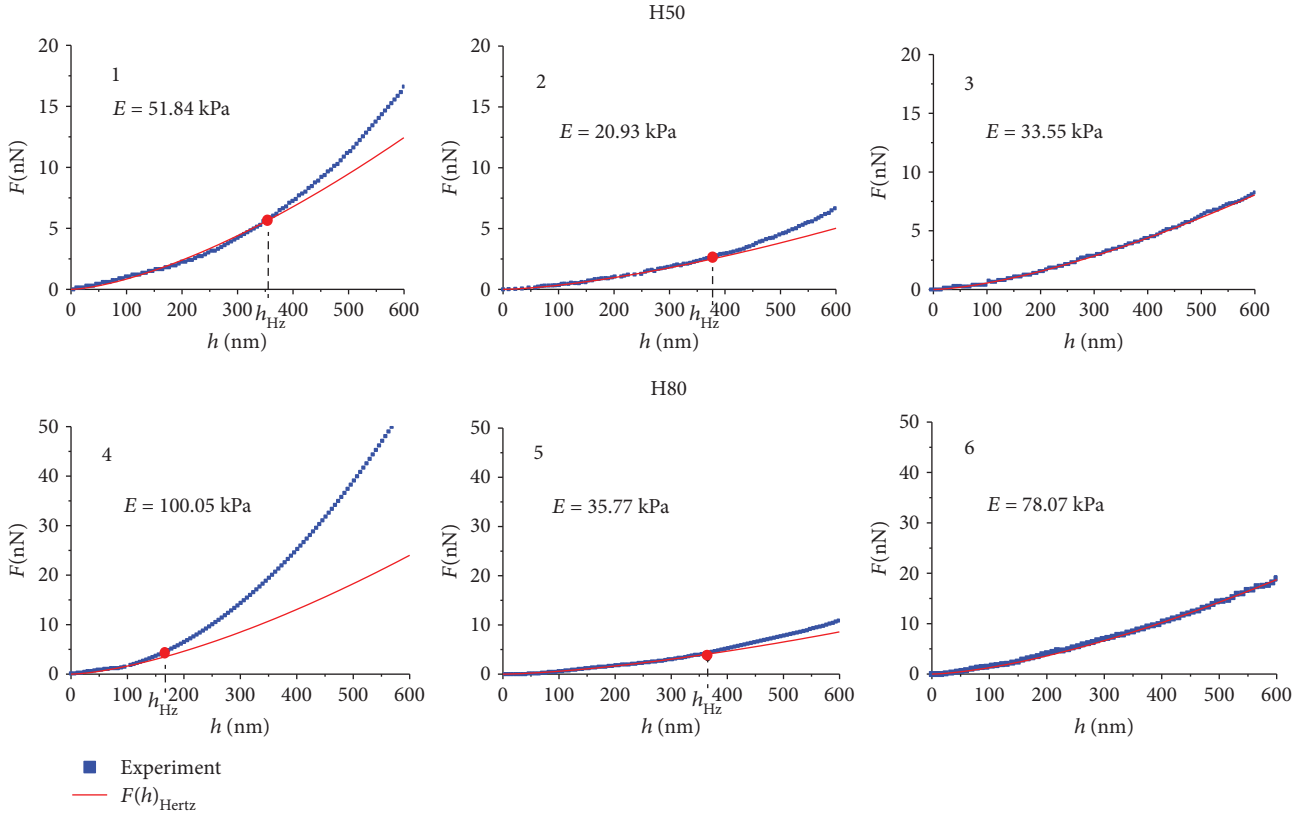 H50
20
15
10
5
0
F(nN)
1
E = 51.84 kPa
0 100 200 300 400 500 600
hHz
h (nm)
20
15
10
5
0
F(nN)
2
E = 20.93 kPa
0 100 200 300 400 500 600
hHz
h (nm)
20
15
10
5
0
F(nN)
3
E = 33.55 kPa
0 100 200 300 400 500 600
h (nm)
H80
50
40
30
20
10
0
F(nN)
4
E = 100.05 kPa
0 100 200 300 400 500 600
hHz
h (nm)
50
40
30
20
10
0
F(nN)
5
E = 35.77 kPa
0 100 200 300 400 500 600
hHz
h (nm)
50
40
30
20
10
0
F(nN)
6
E = 78.07 kPa
0 100 200 300 400 500 600
h (nm)
Experiment
F(h)Hertz